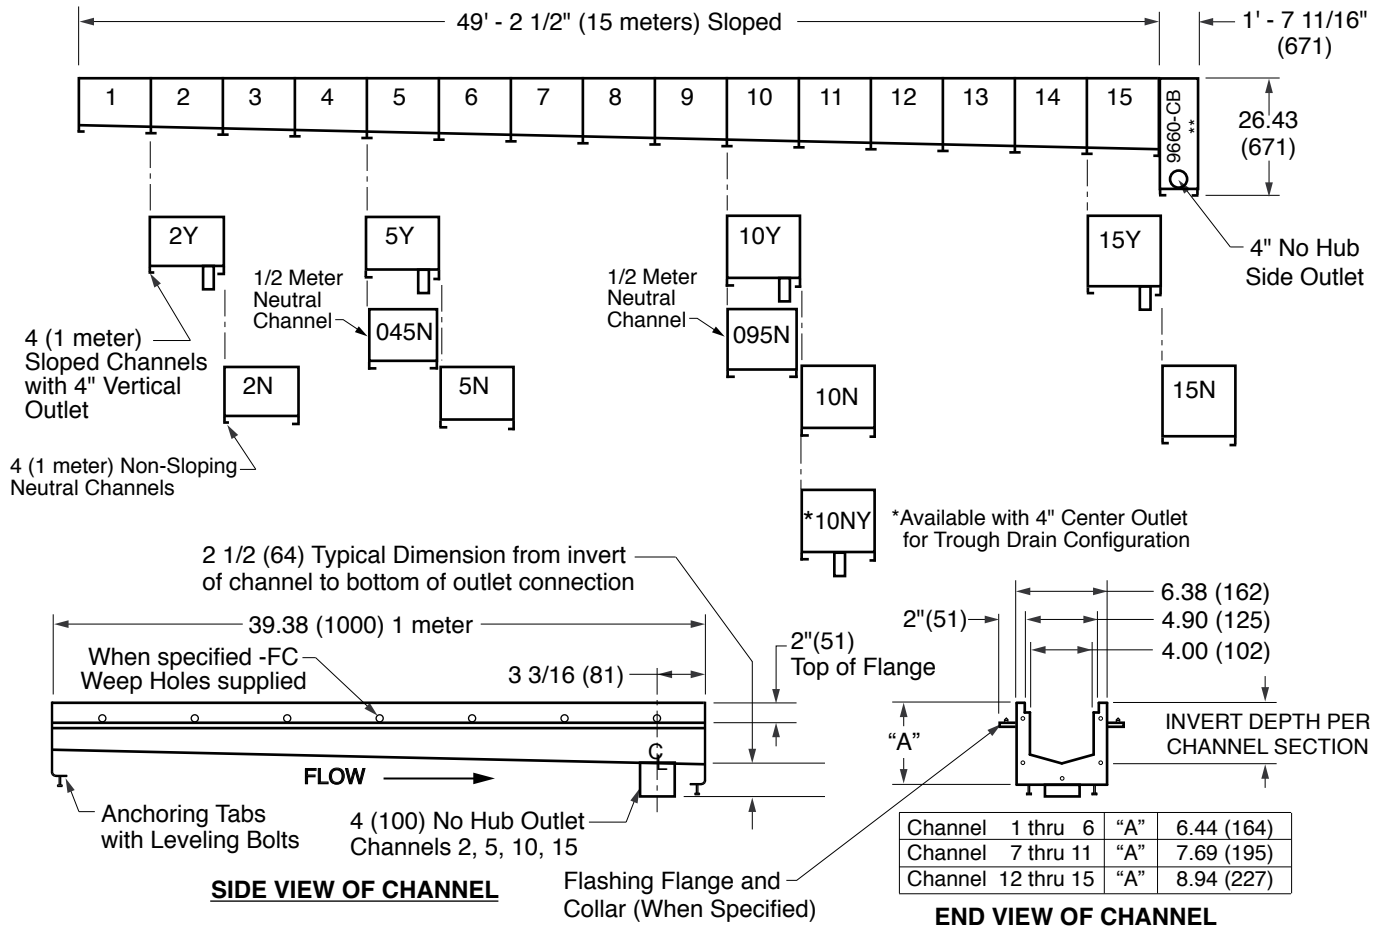 49' - 2 1/2" (15 meters) Sloped
1' - 7 11/16"
(671)
1
2
3
4
5
6
7
8
9
10
11
12
13
14
15
9660-CB
**
26.43
(671)
4" No Hub
Side Outlet
2Y
5Y
10Y
15Y
1/2 Meter
Neutral
Channel
045N
1/2 Meter
Neutral
Channel
095N
4 (1 meter)
Sloped Channels
with 4" Vertical
Outlet
2N
5N
10N
15N
4 (1 meter) Non-Sloping
Neutral Channels
*10NY
*Available with 4" Center Outlet
for Trough Drain Configuration
2 1/2 (64) Typical Dimension from invert
of channel to bottom of outlet connection
39.38 (1000) 1 meter
When specified -FC
Weep Holes supplied
3 3/16 (81)
2"(51)
Top of Flange
CL
FLOW
Anchoring Tabs
with Leveling Bolts
4 (100) No Hub Outlet
Channels 2, 5, 10, 15
SIDE VIEW OF CHANNEL
6.38 (162)
2"(51)
4.90 (125)
4.00 (102)
"A"
INVERT DEPTH PER
CHANNEL SECTION
Flashing Flange and
Collar (When Specified)
Channel 1 thru 6 "A" 6.44 (164)
Channel 7 thru 11 "A" 7.69 (195)
Channel 12 thru 15 "A" 8.94 (227)
END VIEW OF CHANNEL